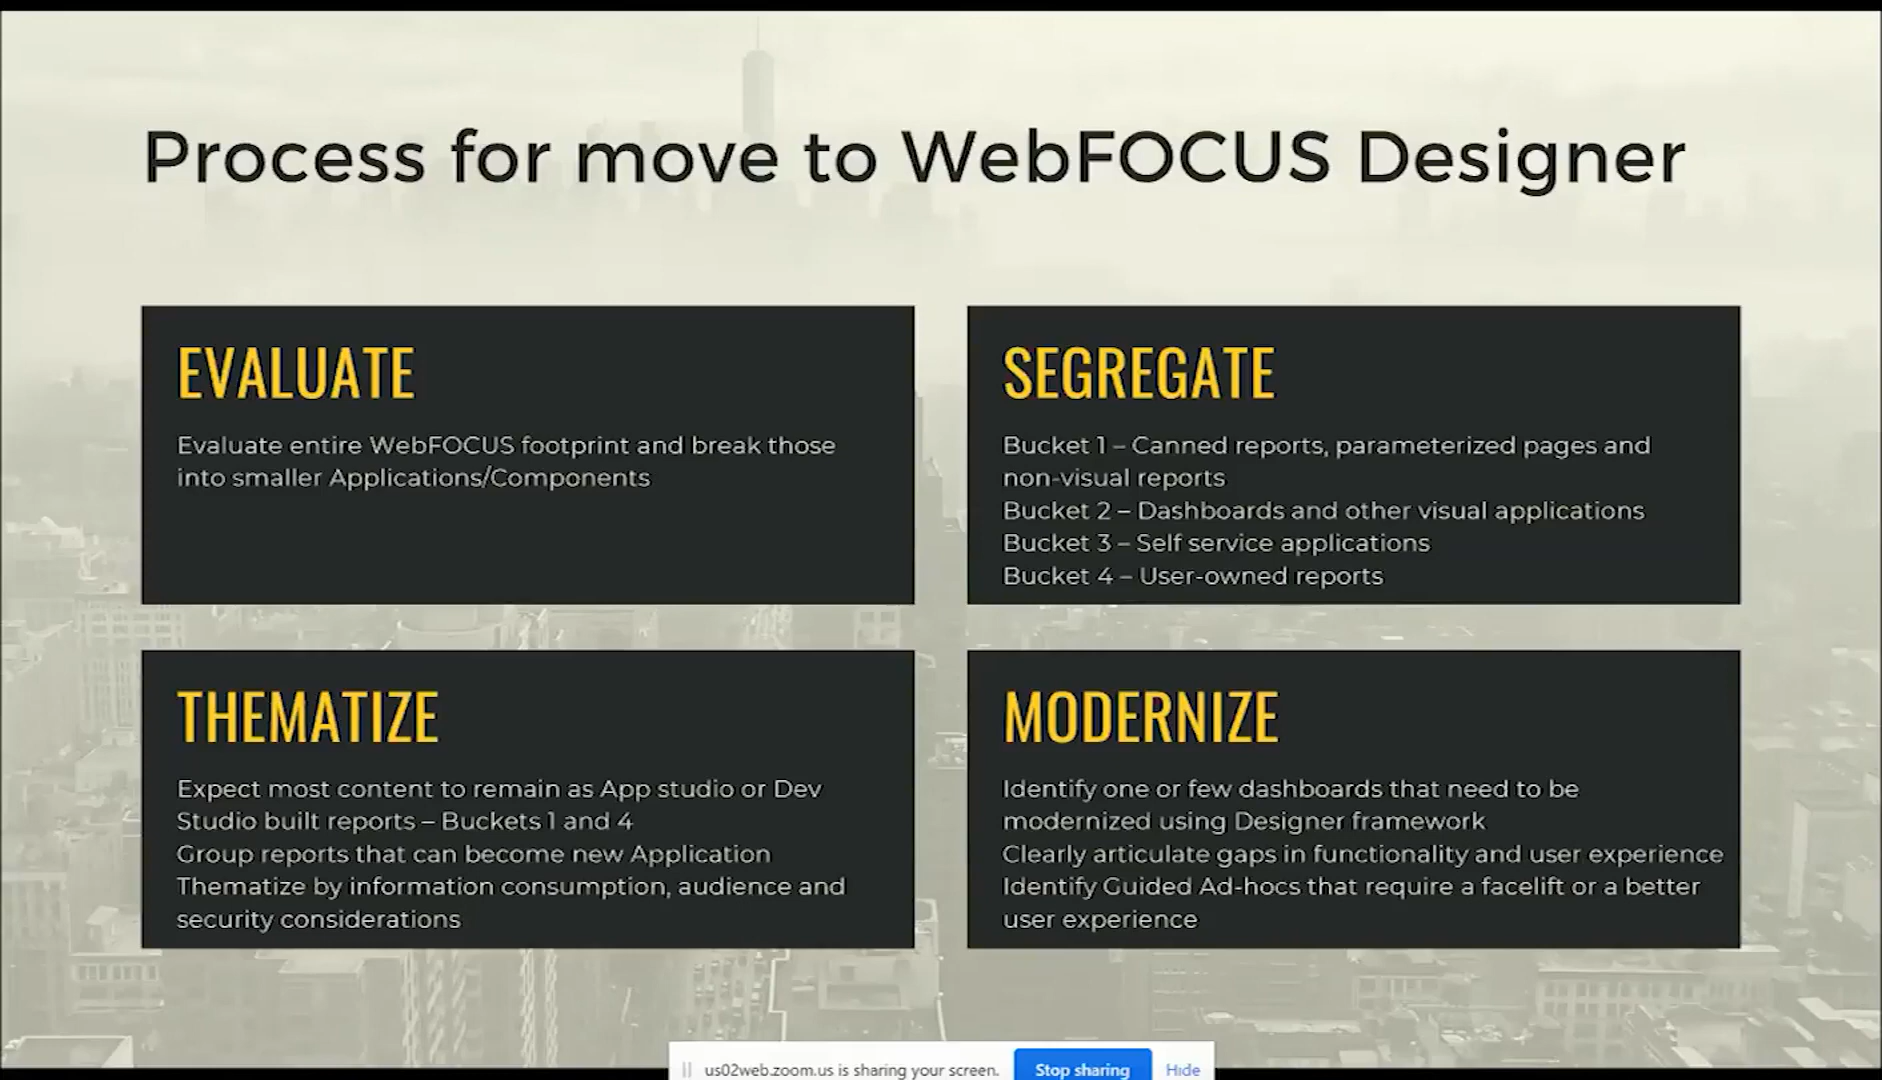 Process for move to WebFOCUS Designer
EVALUATE
Evaluate entire WebFOCUS footprint and break those
into smaller Applications/Components
SEGREGATE
Bucket 1 – Canned reports, parameterized pages and
non-visual reports
Bucket 2 – Dashboards and other visual applications
Bucket 3 – Self service applications
Bucket 4 – User-owned reports
THEMATIZE
Expect most content to remain as App studio or Dev
Studio built reports – Buckets 1 and 4
Group reports that can become new Application
Thematize by information consumption, audience and
security considerations
MODERNIZE
Identify one or few dashboards that need to be
modernized using Designer framework
Clearly articulate gaps in functionality and user experience
Identify Guided Ad-hocs that require a facelift or a better
user experience
us02web.zoom.us is sharing your screen.
Stop sharing
Hide